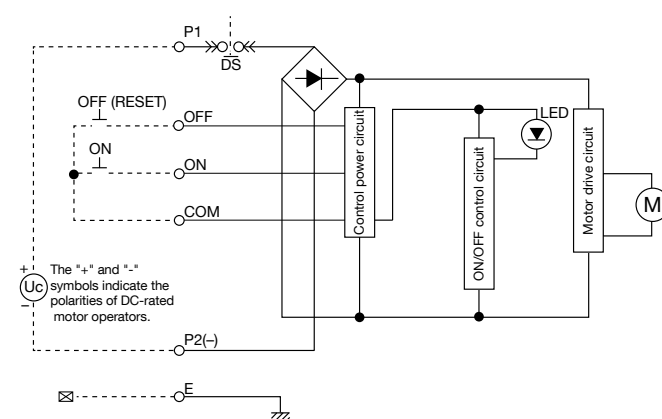 P1
DS
OFF (RESET)
OFF
ON
ON
COM
Control power circuit
ON/OFF control circuit
LED
Motor drive circuit
M
+
Uc
–
The "+" and "-"
symbols indicate the
polarities of DC-rated
motor operators.
P2(–)
E